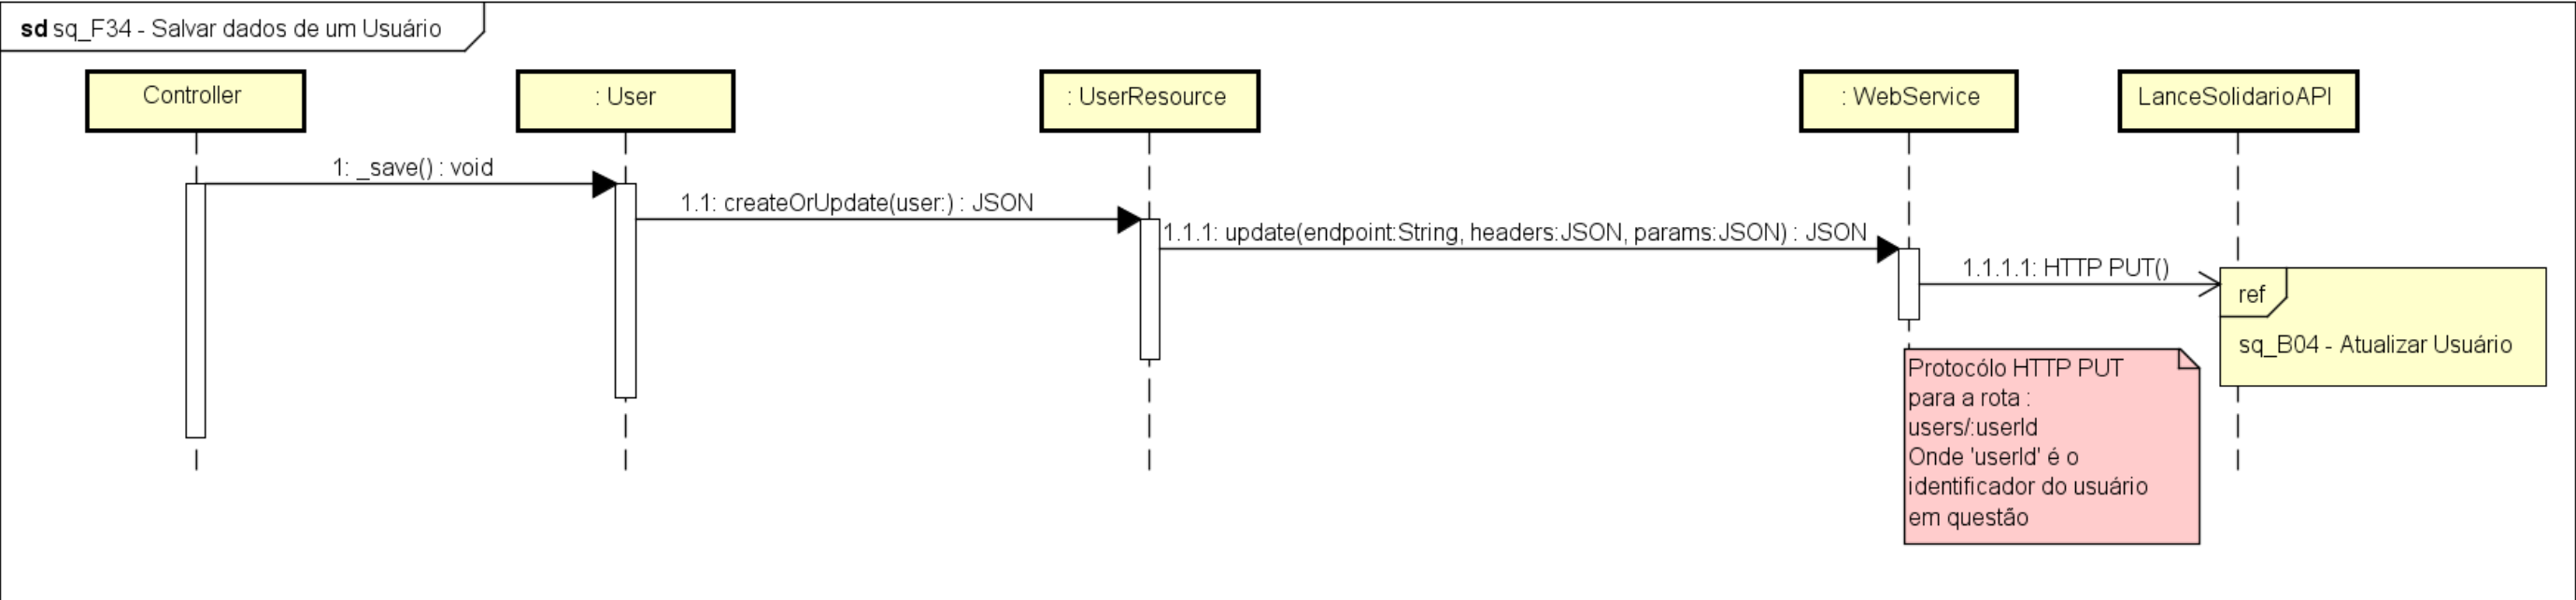 sd sq_F34 - Salvar dados de um Usuário
Controller
: User
: UserResource
: WebService
LanceSolidarioAPI
1: _save() : void
1.1: createOrUpdate(user:) : JSON
1.1.1: update(endpoint:String, headers:JSON, params:JSON) : JSON
1.1.1.1: HTTP PUT()
ref
sq_B04 - Atualizar Usuário
Protocólo HTTP PUT
para a rota :
users/:userId
Onde 'userId' é o
identificador do usuário
em questão